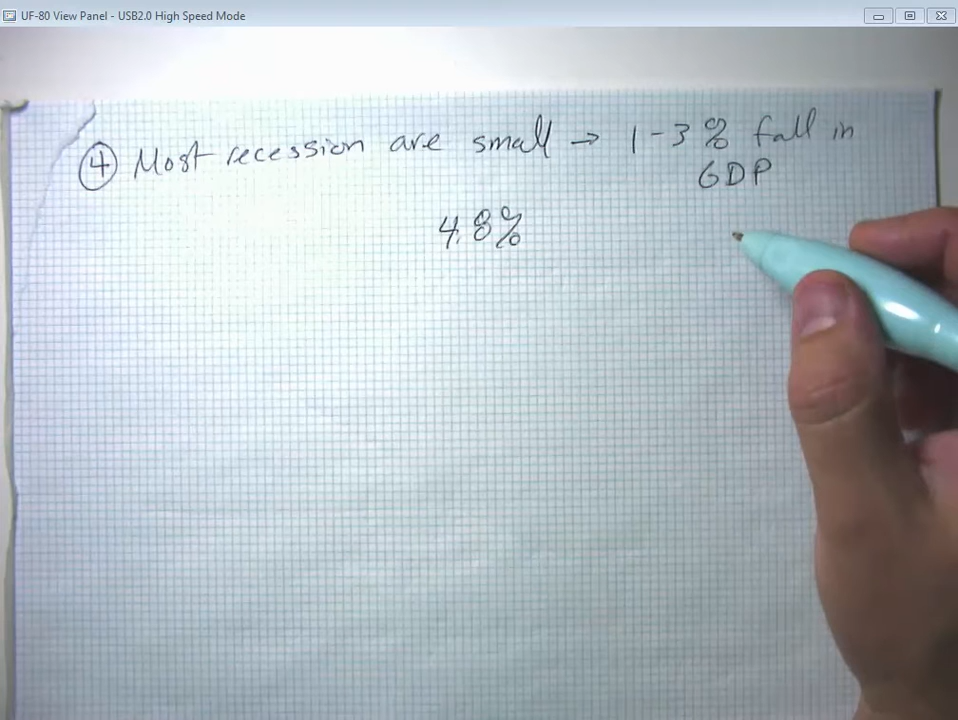 UF-80 View Panel - USB2.0 High Speed Mode
④ Most recession are small → 1-3% fall in
GDP
4.8%